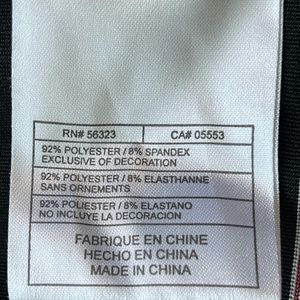 RN# 56323 CA# 05553
92% POLYESTER / 8% SPANDEX
EXCLUSIVE OF DECORATION
92% POLYESTER / 8% ELASTHANNE
SANS ORNEMENTS
92% POLIESTER / 8% ELASTANO
NO INCLUYE LA DECORACION
FABRIQUE EN CHINE
HECHO EN CHINA
MADE IN CHINA